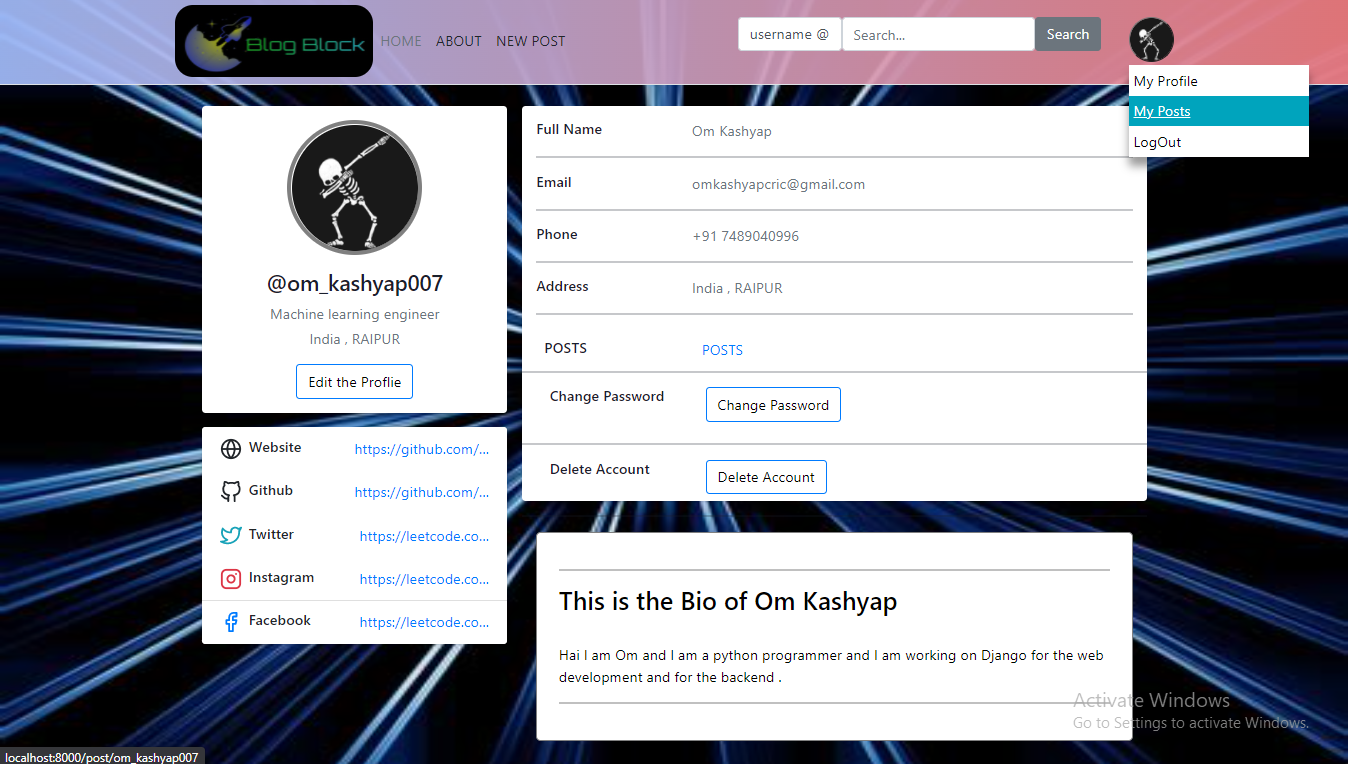 Blog Block
HOME ABOUT NEW POST
username @ Search... Search
My Profile
My Posts
LogOut
@om_kashyap007
Machine learning engineer
India , RAIPUR
Edit the Proflie
Website https://github.com/...
Github https://github.com/...
Twitter https://leetcode.co...
Instagram https://leetcode.co...
Facebook https://leetcode.co...
Full Name Om Kashyap
Email omkashyapcric@gmail.com
Phone +91 7489040996
Address India , RAIPUR
POSTS POSTS
Change Password Change Password
Delete Account Delete Account
This is the Bio of Om Kashyap
Hai I am Om and I am a python programmer and I am working on Django for the web
development and for the backend .
Activate Windows
Go to Settings to activate Windows.
localhost:8000/post/om_kashyap007